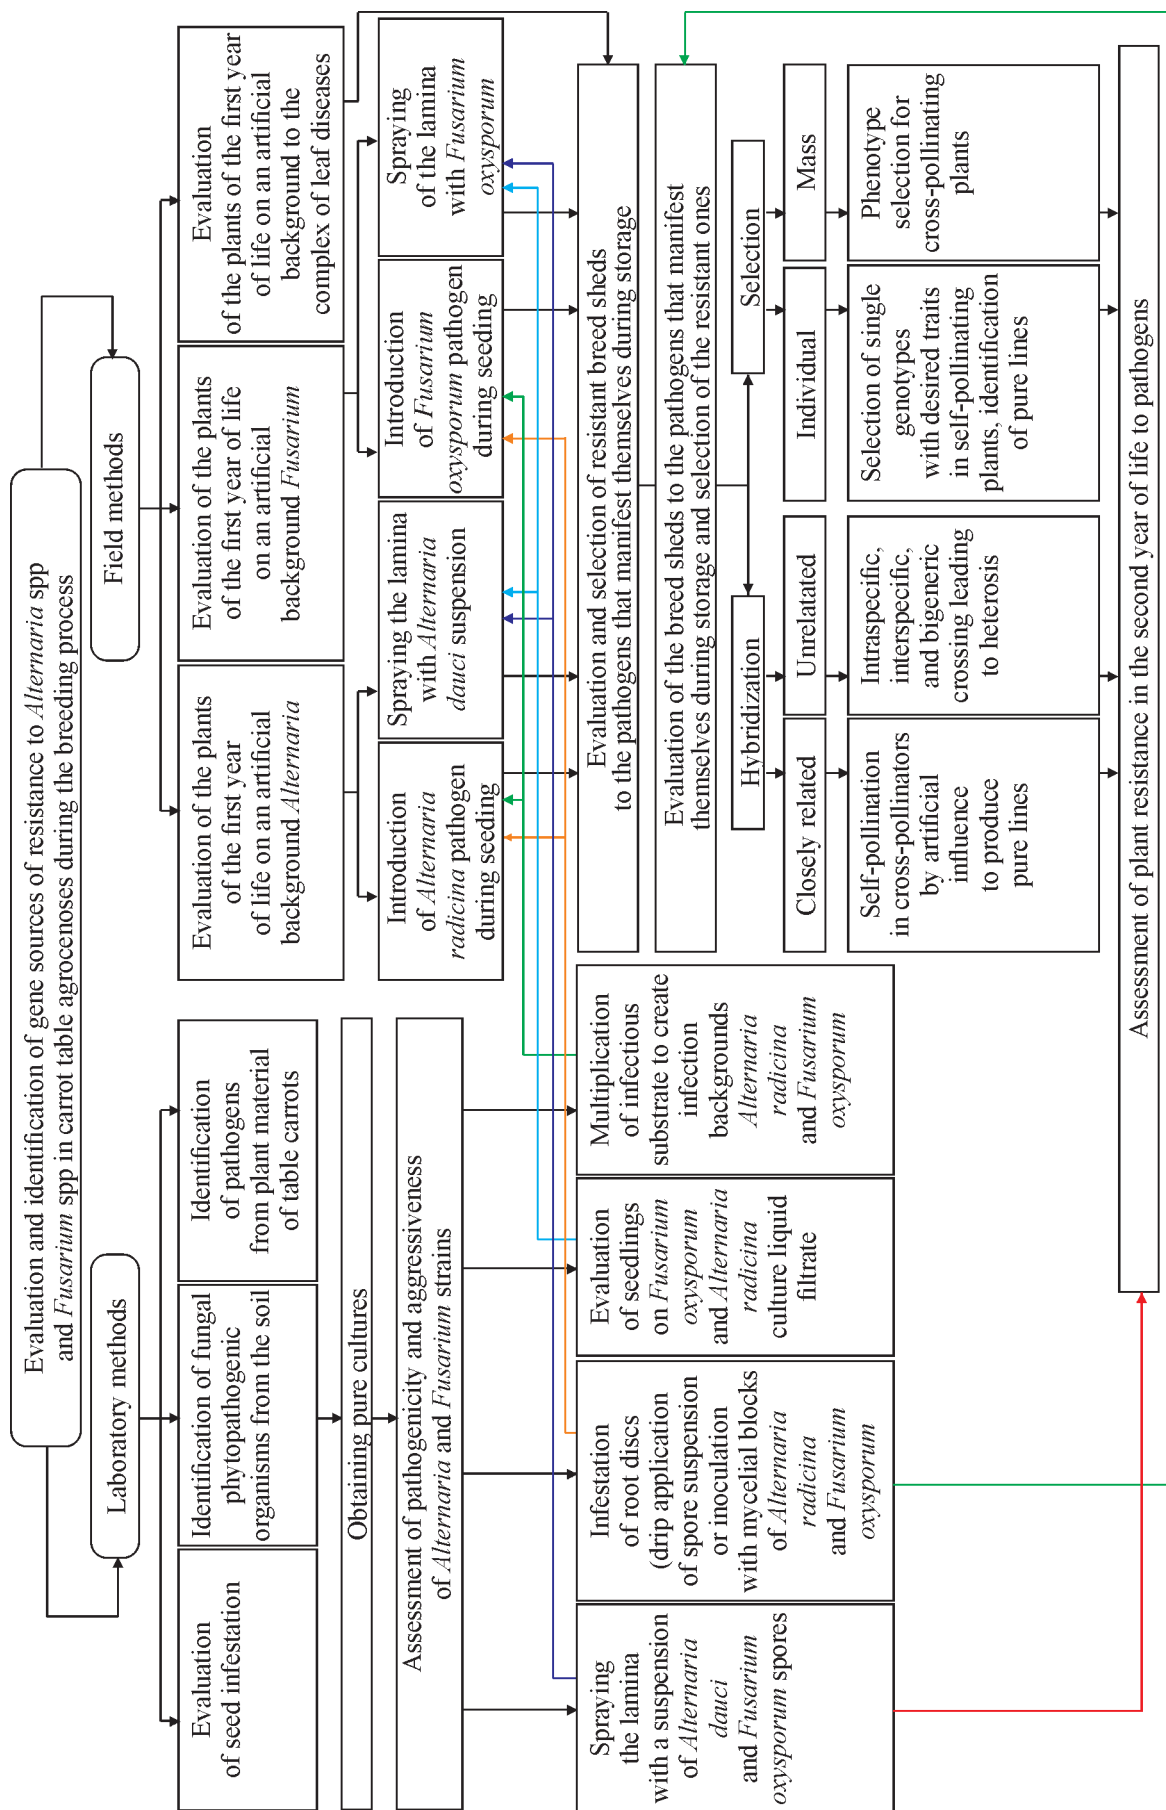 Evaluation and identification of gene sources of resistance to Alternaria spp
and Fusarium spp in carrot table agrocenoses during the breeding process
Laboratory methods
Field methods
Evaluation
of seed infestation
Identification of fungal
phytopathogenic
organisms from the soil
Identification
of pathogens
from plant material
of table carrots
Evaluation of the plants
of the first year
of life on an artificial
background Alternaria
Evaluation of the plants
of the first year of life
on an artificial
background Fusarium
Evaluation
of the plants of the first year
of life on an artificial
background to the
complex of leaf diseases
Obtaining pure cultures
Assessment of pathogenicity and aggressiveness
of Alternaria and Fusarium strains
Introduction
of Alternaria
radicina pathogen
during seeding
Spraying the lamina
with Alternaria
dauci suspension
Introduction
of Fusarium
oxysporum pathogen
during seeding
Spraying
of the lamina
with Fusarium
oxysporum
Spraying
the lamina
with a suspension
of Alternaria
dauci
and Fusarium
oxysporum spores
Infestation
of root discs
(drip application
of spore suspension
or inoculation
with mycelial blocks
of Alternaria
radicina
and Fusarium
oxysporum
Evaluation
of seedlings
on Fusarium
oxysporum
and Alternaria
radicina
culture liquid
filtrate
Multiplication
of infectious
substrate to create
infection
backgrounds
Alternaria
radicina
and Fusarium
oxysporum
Evaluation and selection of resistant breed sheds
to the pathogens that manifest themselves during storage
Evaluation of the breed sheds to the pathogens that manifest
themselves during storage and selection of the resistant ones
Hybridization
Selection
Closely related
Unrelatated
Individual
Mass
Self-pollination
in cross-pollinators
by artificial
influence
to produce
pure lines
Intraspecific,
interspecific,
and bigeneric
crossing leading
to heterosis
Selection of single
genotypes
with desired traits
in self-pollinating
plants, identification
of pure lines
Phenotype
selection for
cross-pollinating
plants
Assessment of plant resistance in the second year of life to pathogens